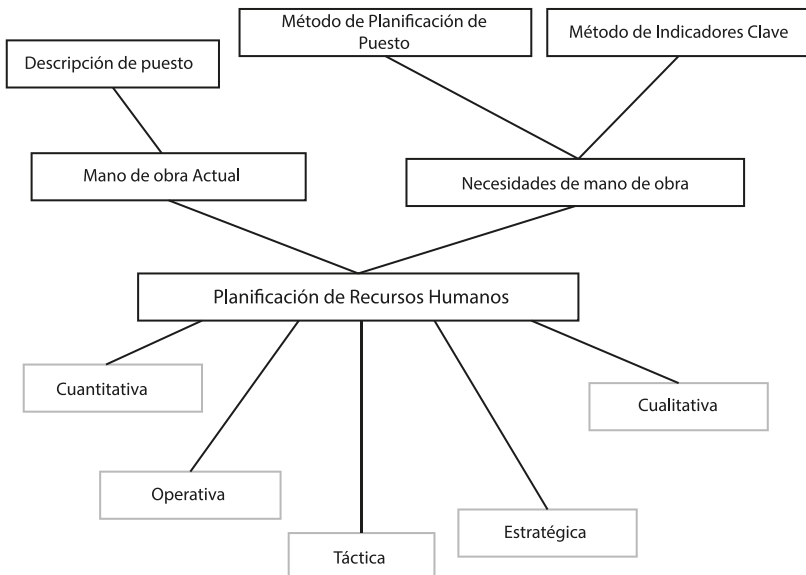 Método de Planificación de
Puesto
Método de Indicadores Clave
Descripción de puesto
Mano de obra Actual
Necesidades de mano de obra
Planificación de Recursos Humanos
Cuantitativa
Cualitativa
Operativa
Estratégica
Táctica